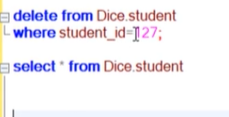 delete from Dice.student
where student_id=127;
select * from Dice.student